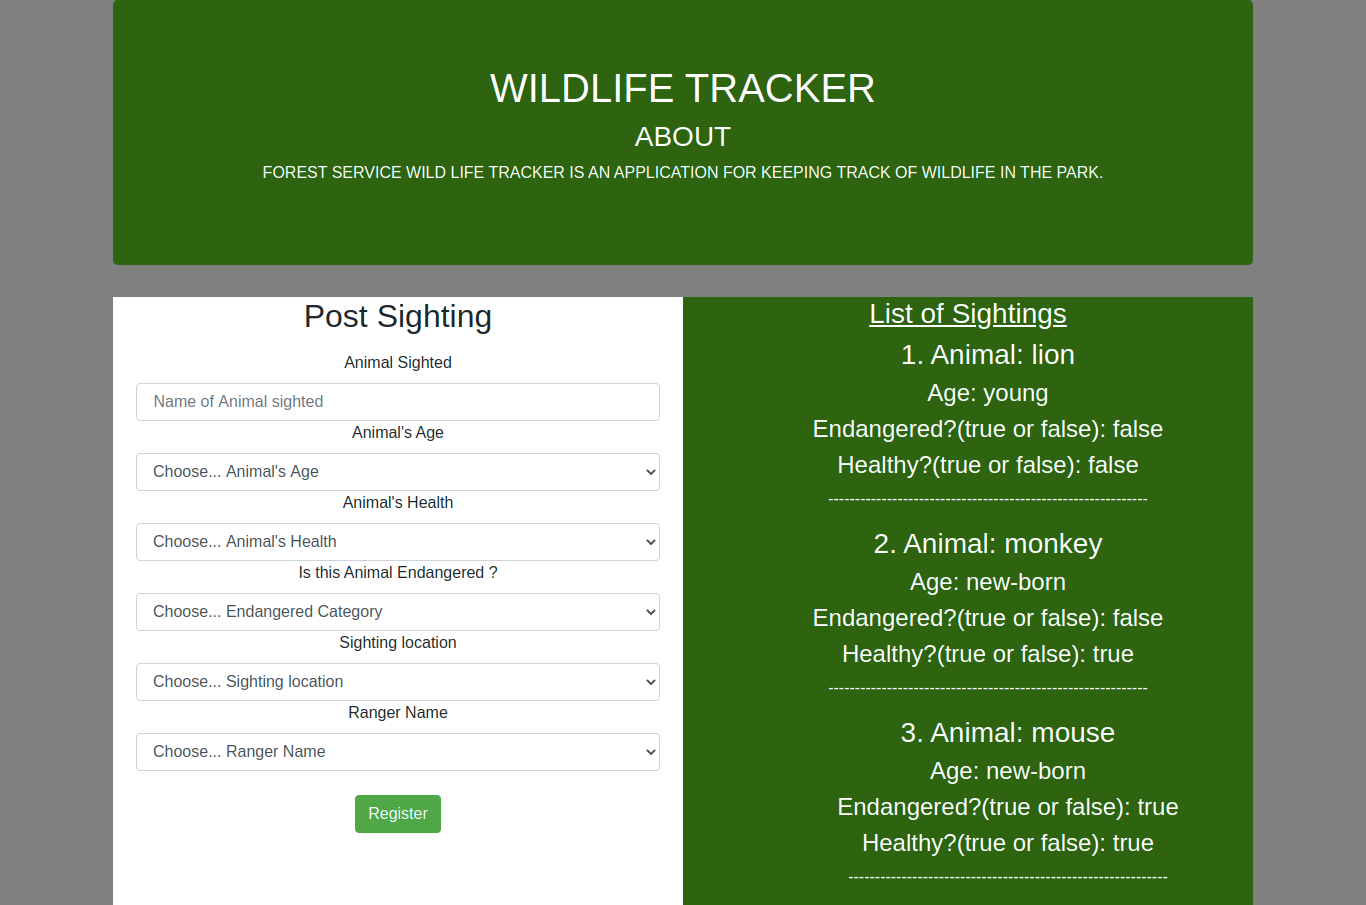 WILDLIFE TRACKER
ABOUT
FOREST SERVICE WILD LIFE TRACKER IS AN APPLICATION FOR KEEPING TRACK OF WILDLIFE IN THE PARK.
Post Sighting
Animal Sighted
Name of Animal sighted
Animal's Age
Choose... Animal's Age
Animal's Health
Choose... Animal's Health
Is this Animal Endangered ?
Choose... Endangered Category
Sighting location
Choose... Sighting location
Ranger Name
Choose... Ranger Name
Register
List of Sightings
1. Animal: lion
Age: young
Endangered?(true or false): false
Healthy?(true or false): false
------------------------------------------------------------
2. Animal: monkey
Age: new-born
Endangered?(true or false): false
Healthy?(true or false): true
------------------------------------------------------------
3. Animal: mouse
Age: new-born
Endangered?(true or false): true
Healthy?(true or false): true
------------------------------------------------------------